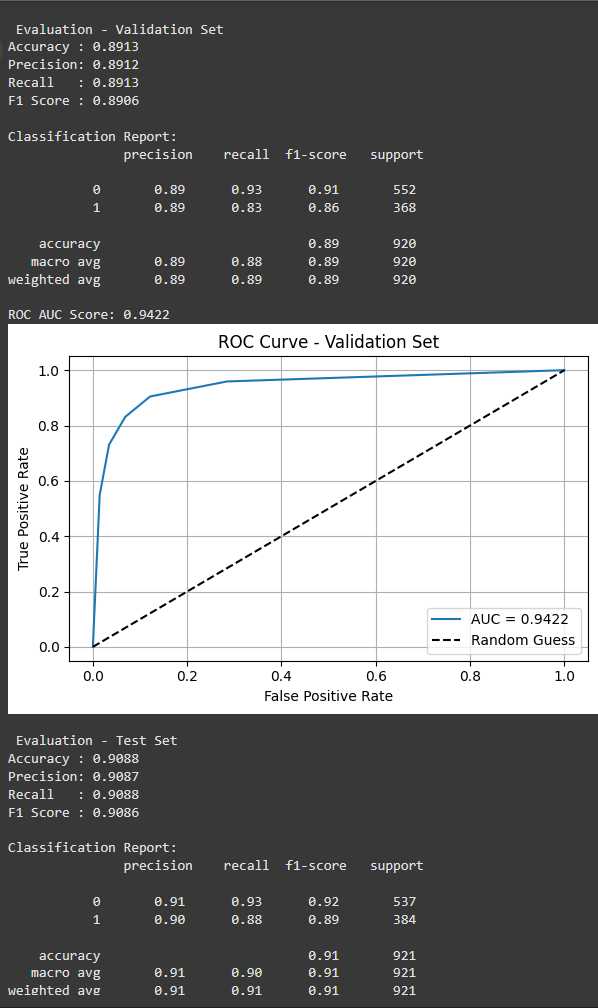 Evaluation - Validation Set
Accuracy : 0.8913
Precision: 0.8912
Recall   : 0.8913
F1 Score : 0.8906
Classification Report:
precision    recall  f1-score   support
0       0.89      0.93      0.91       552
1       0.89      0.83      0.86       368
accuracy                           0.89       920
macro avg       0.89      0.88      0.89       920
weighted avg       0.89      0.89      0.89       920
ROC AUC Score: 0.9422
ROC Curve - Validation Set
1.0
0.8
0.6
0.4
0.2
0.0
True Positive Rate
AUC = 0.9422
Random Guess
0.0 0.2 0.4 0.6 0.8 1.0
False Positive Rate
Evaluation - Test Set
Accuracy : 0.9088
Precision: 0.9087
Recall   : 0.9088
F1 Score : 0.9086
Classification Report:
precision    recall  f1-score   support
0       0.91      0.93      0.92       537
1       0.90      0.88      0.89       384
accuracy                           0.91       921
macro avg       0.91      0.90      0.91       921
weighted avg       0.91      0.91      0.91       921